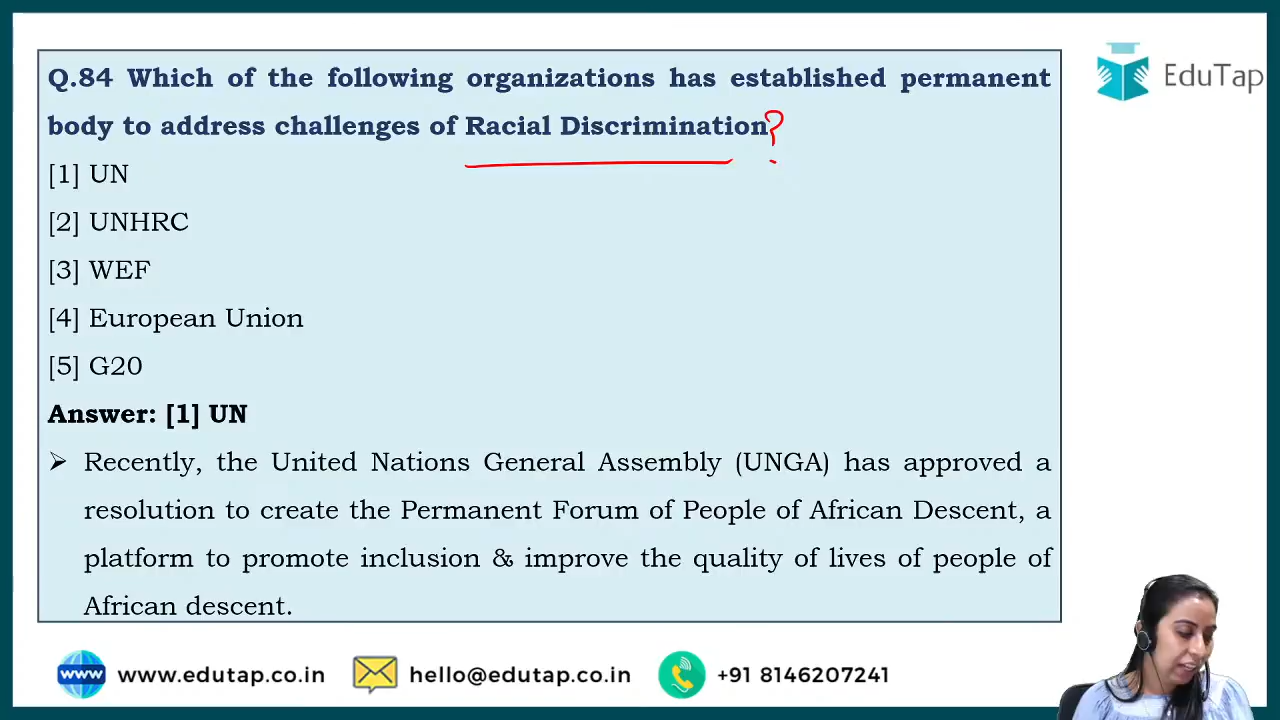 EduTap
Q.84 Which of the following organizations has established permanent
body to address challenges of Racial Discrimination?
[1] UN
[2] UNHRC
[3] WEF
[4] European Union
[5] G20
Answer: [1] UN
➢ Recently, the United Nations General Assembly (UNGA) has approved a
resolution to create the Permanent Forum of People of African Descent, a
platform to promote inclusion & improve the quality of lives of people of
African descent.
www www.edutap.co.in hello@edutap.co.in +91 8146207241